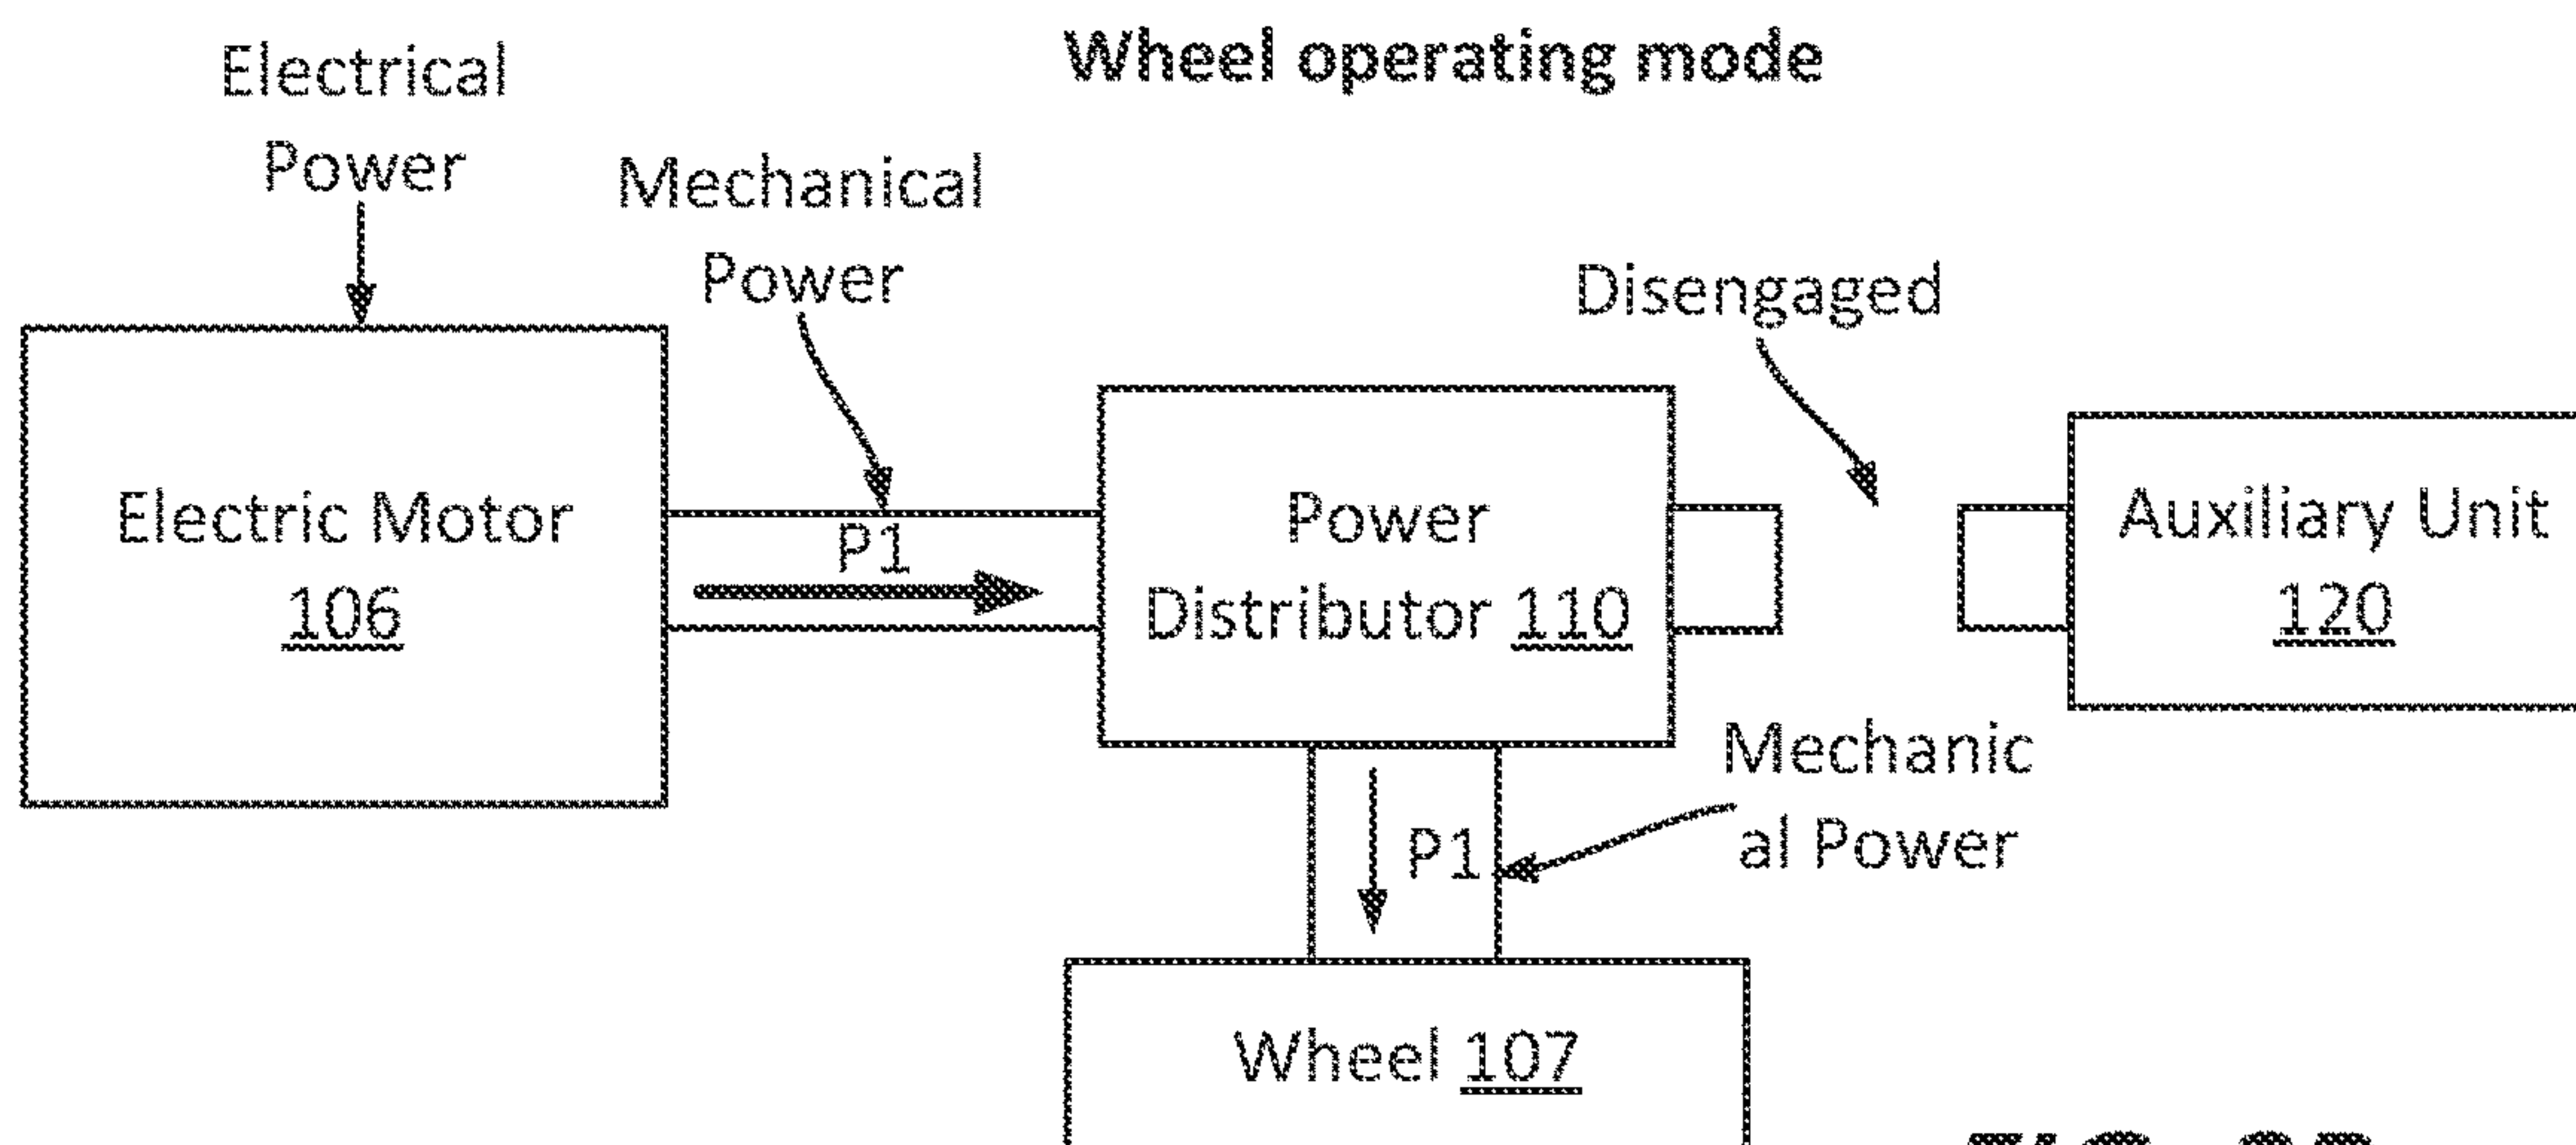 Wheel operating mode
Electrical
Power
Mechanical
Power
Disengaged
Electric Motor
106
P1
Power
Distributor 110
Auxiliary Unit
120
Mechanic
al Power
P1
Wheel 107